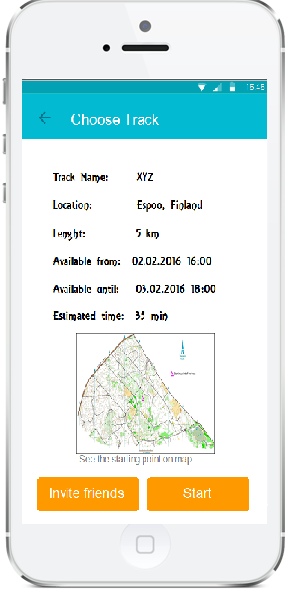 15:45
Choose Track
Track Name: XYZ
Location: Espoo, Finland
Lenght: 5 km
Available from: 02.02.2016 16:00
Available until: 03.02.2016 18:00
Estimated time: 35 min
See the starting point on map
Invite friends Start